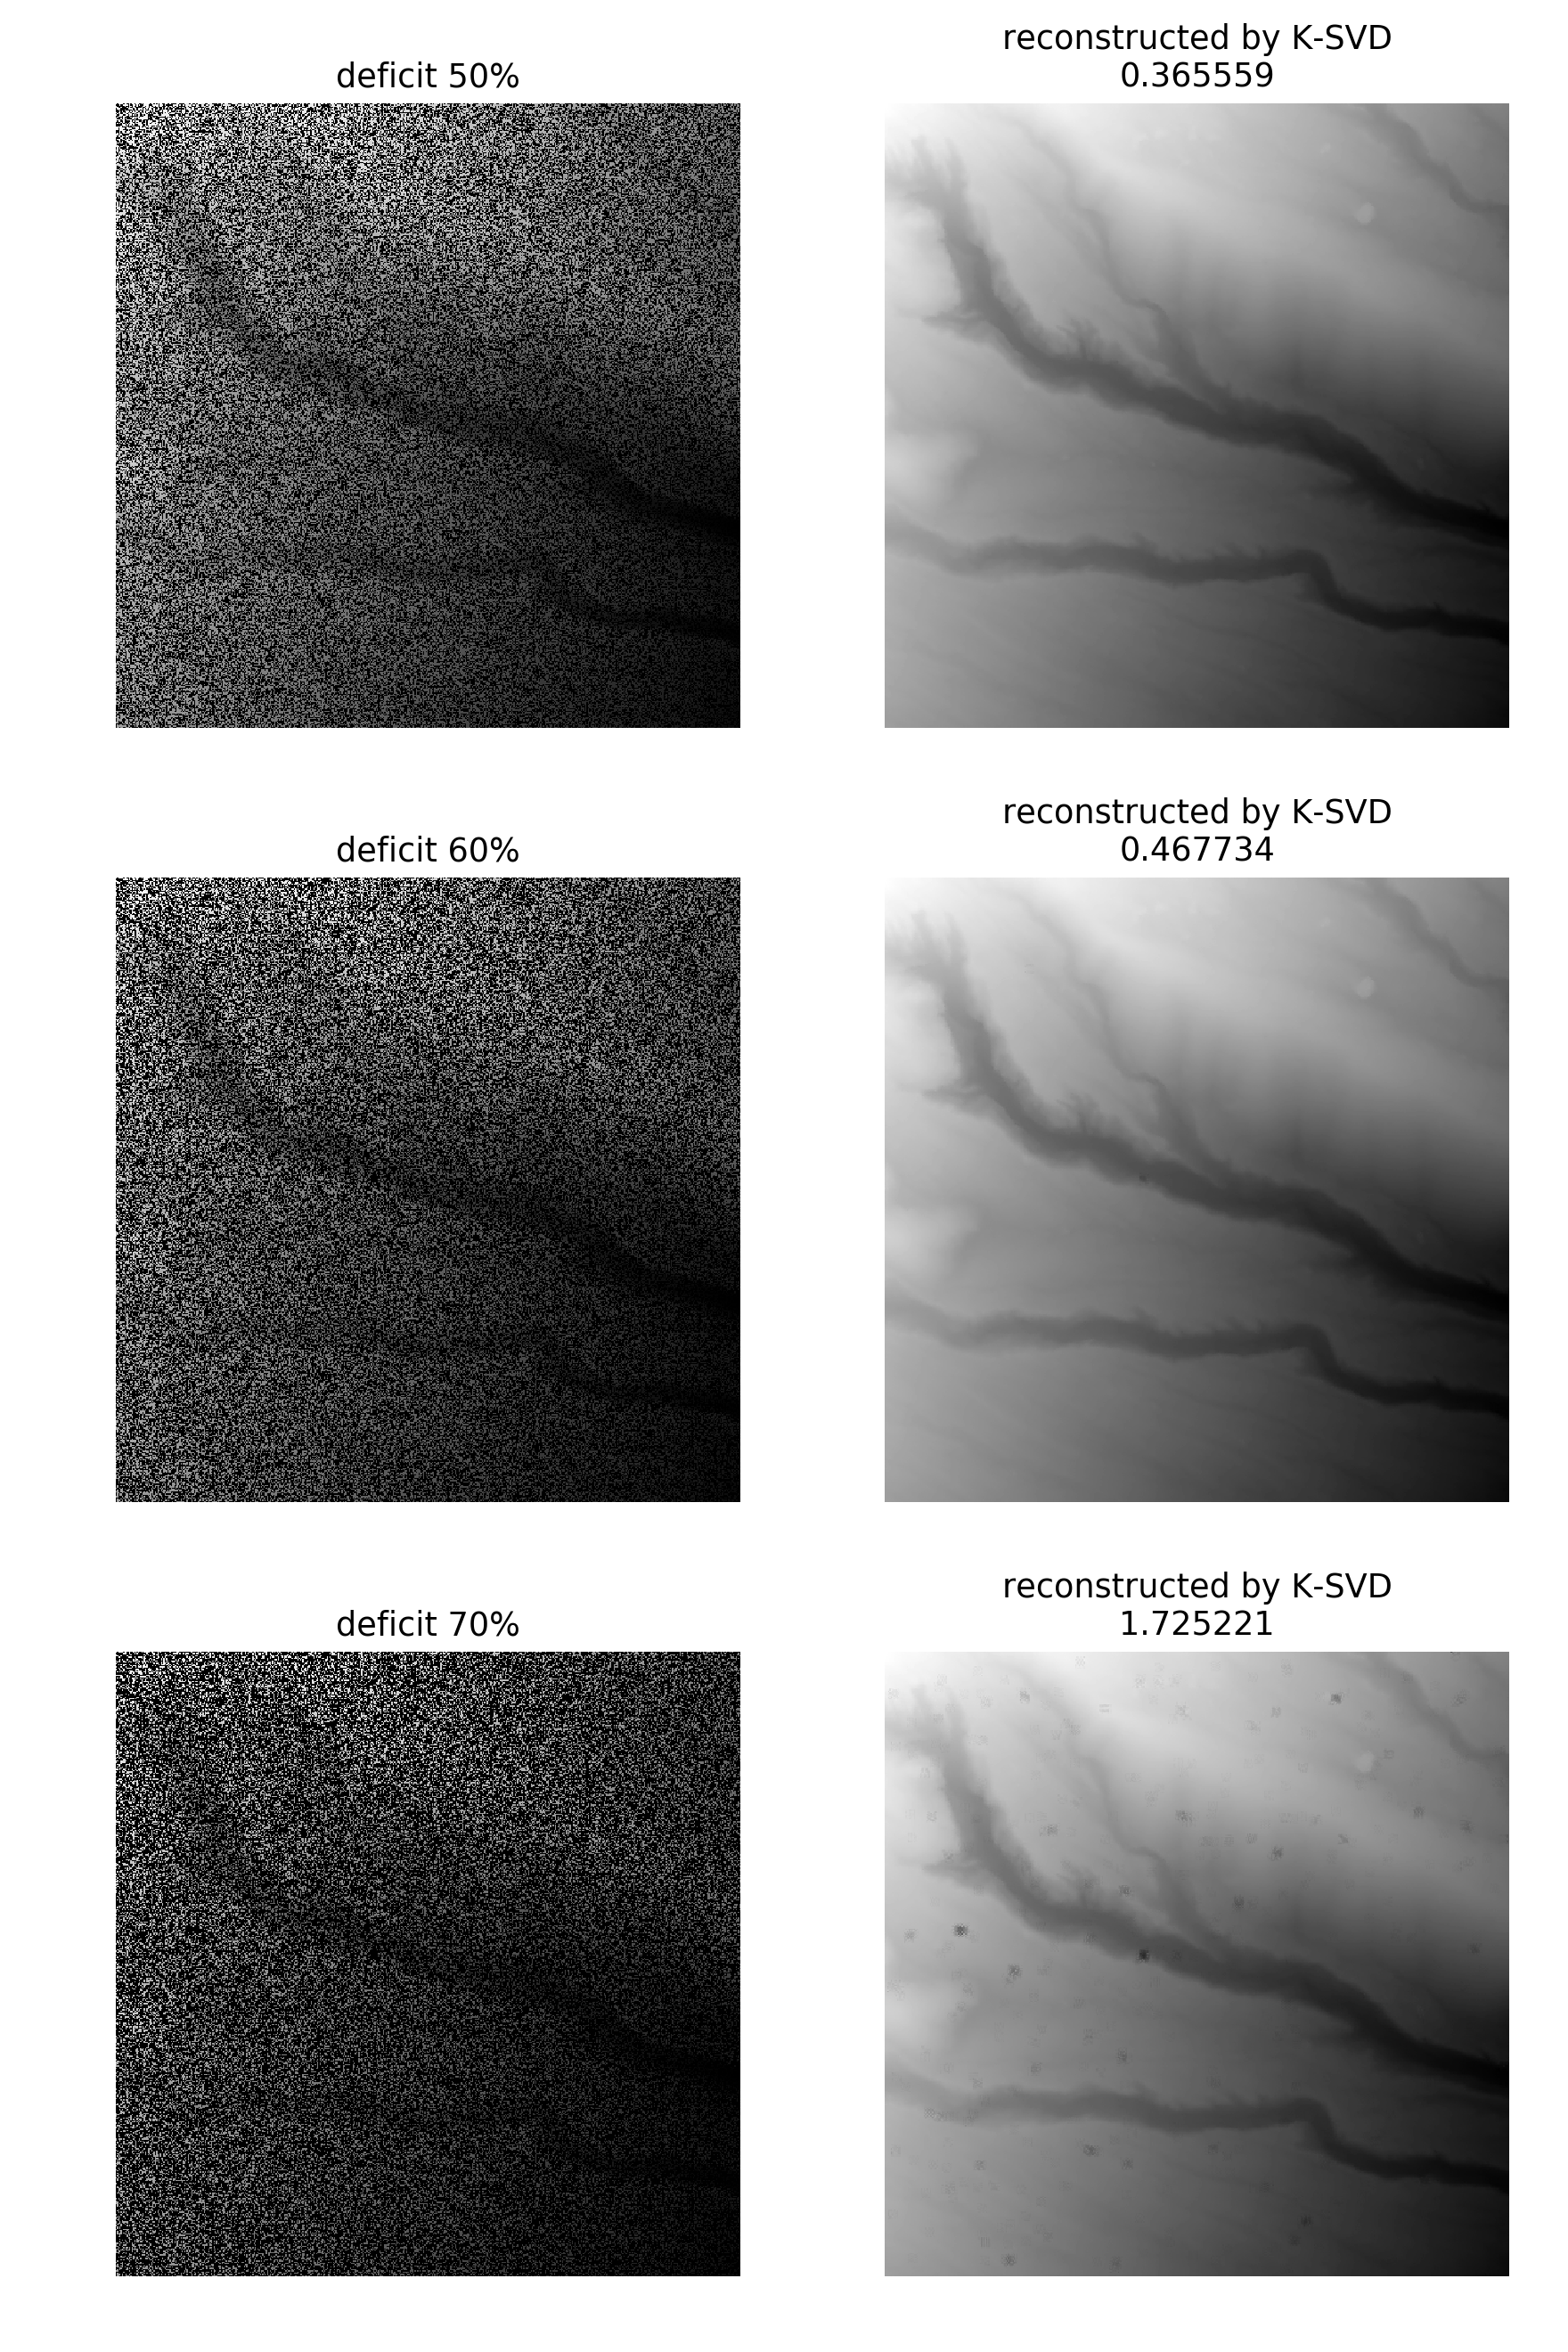 deficit 50%
reconstructed by K-SVD
0.365559
deficit 60%
reconstructed by K-SVD
0.467734
deficit 70%
reconstructed by K-SVD
1.725221